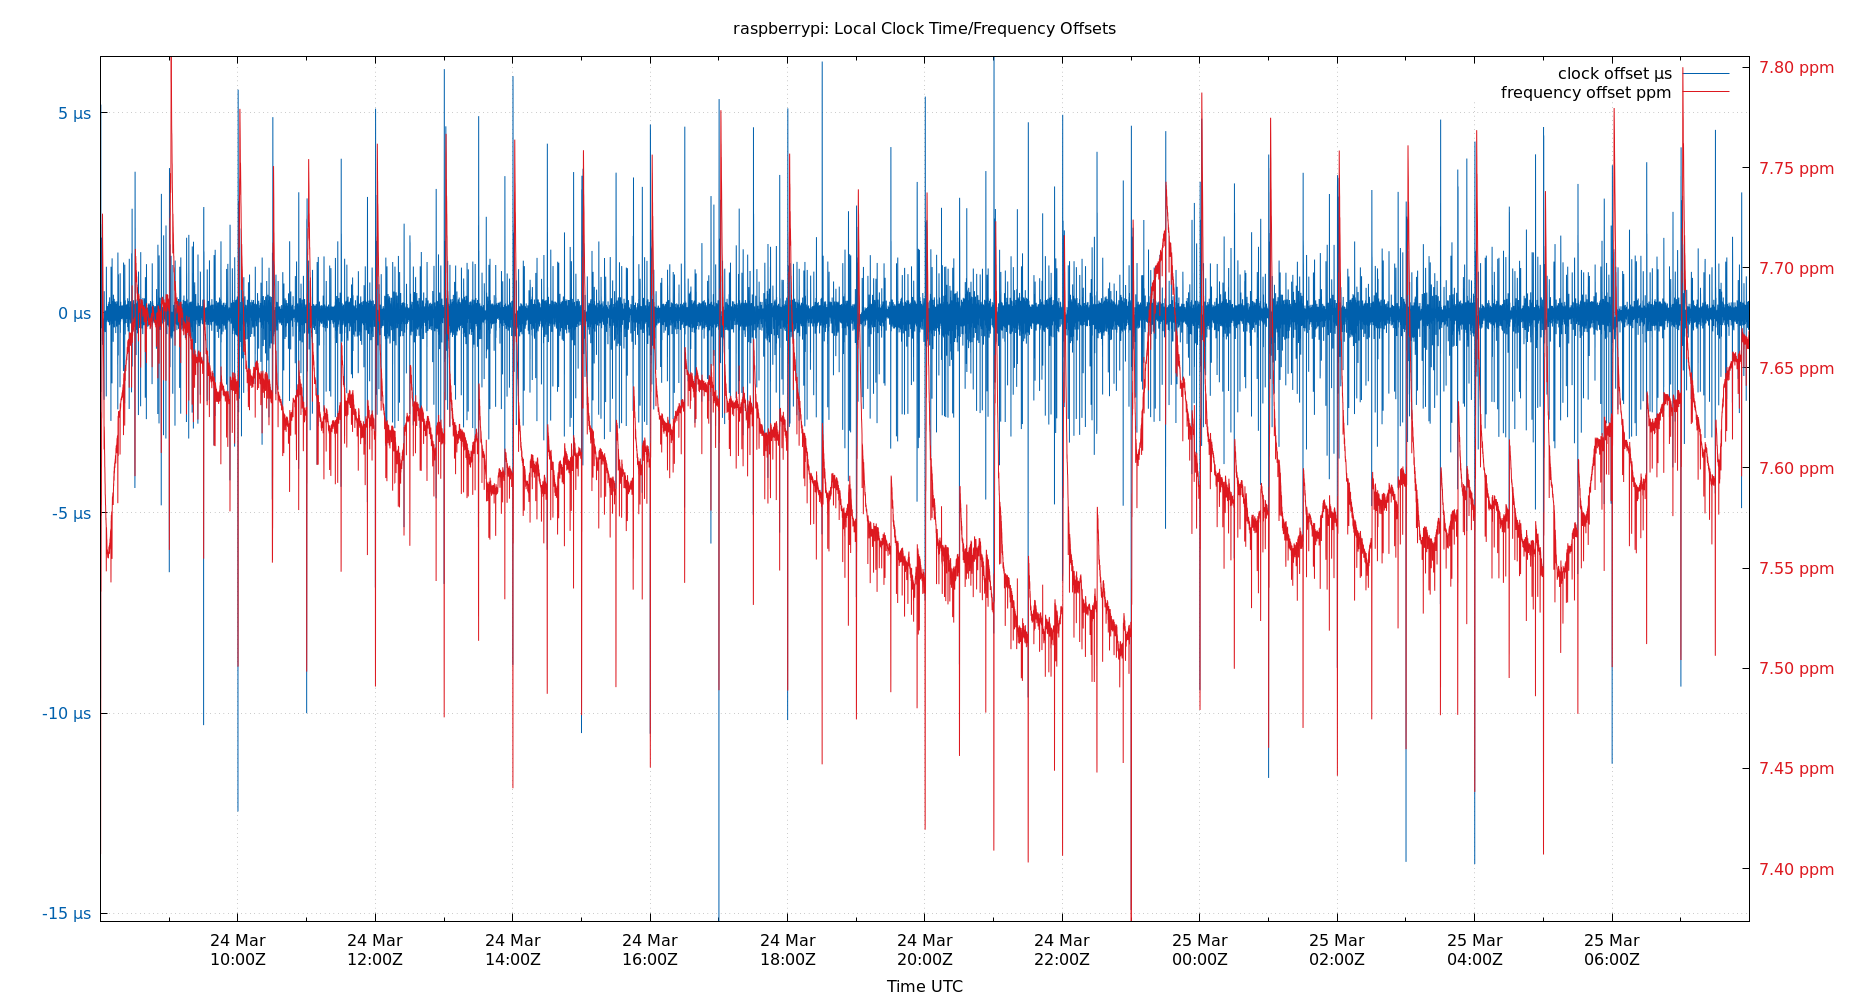 raspberrypi: Local Clock Time/Frequency Offsets
clock offset µs
frequency offset ppm
5 µs
0 µs
-5 µs
-10 µs
-15 µs
7.80 ppm
7.75 ppm
7.70 ppm
7.65 ppm
7.60 ppm
7.55 ppm
7.50 ppm
7.45 ppm
7.40 ppm
24 Mar
10:00Z
24 Mar
12:00Z
24 Mar
14:00Z
24 Mar
16:00Z
24 Mar
18:00Z
24 Mar
20:00Z
24 Mar
22:00Z
25 Mar
00:00Z
25 Mar
02:00Z
25 Mar
04:00Z
25 Mar
06:00Z
Time UTC